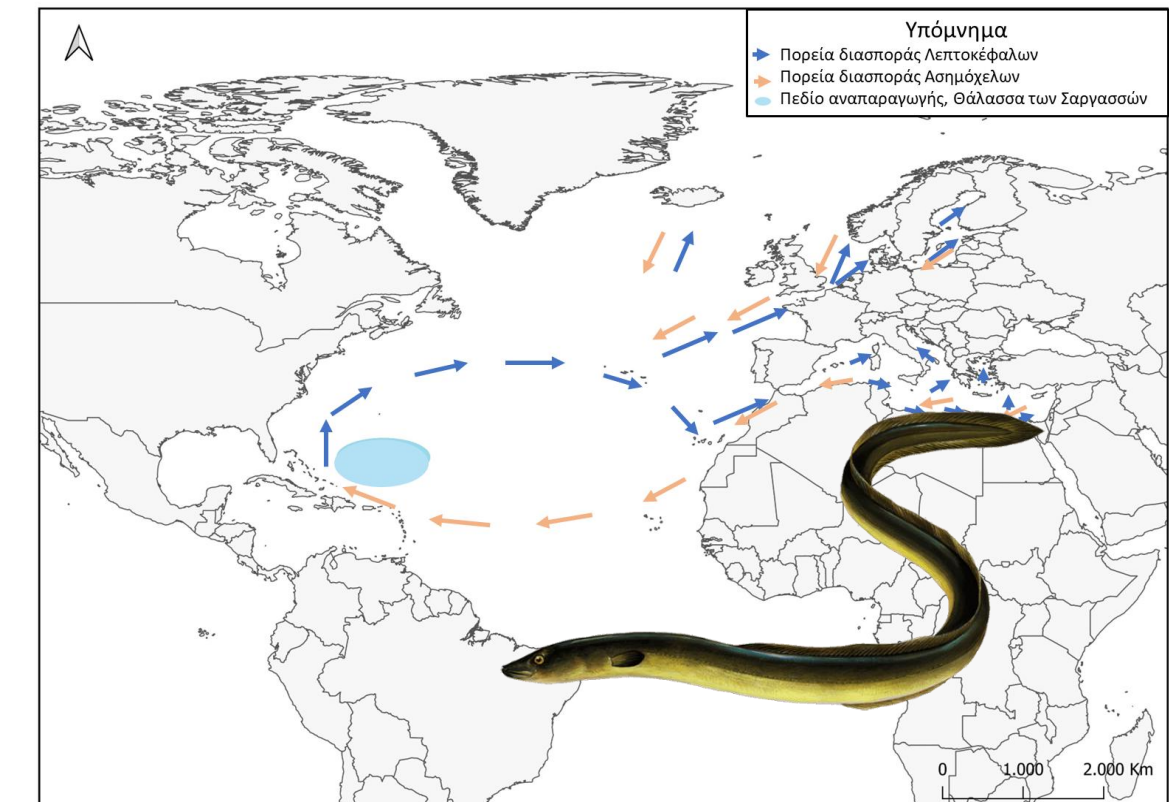 Υπόμνημα
Πορεία διασποράς Λεπτοκέφαλων
Πορεία διασποράς Ασημόχελων
Πεδίο αναπαραγωγής, Θάλασσα των Σαργασσών
0 1.000 2.000 Km